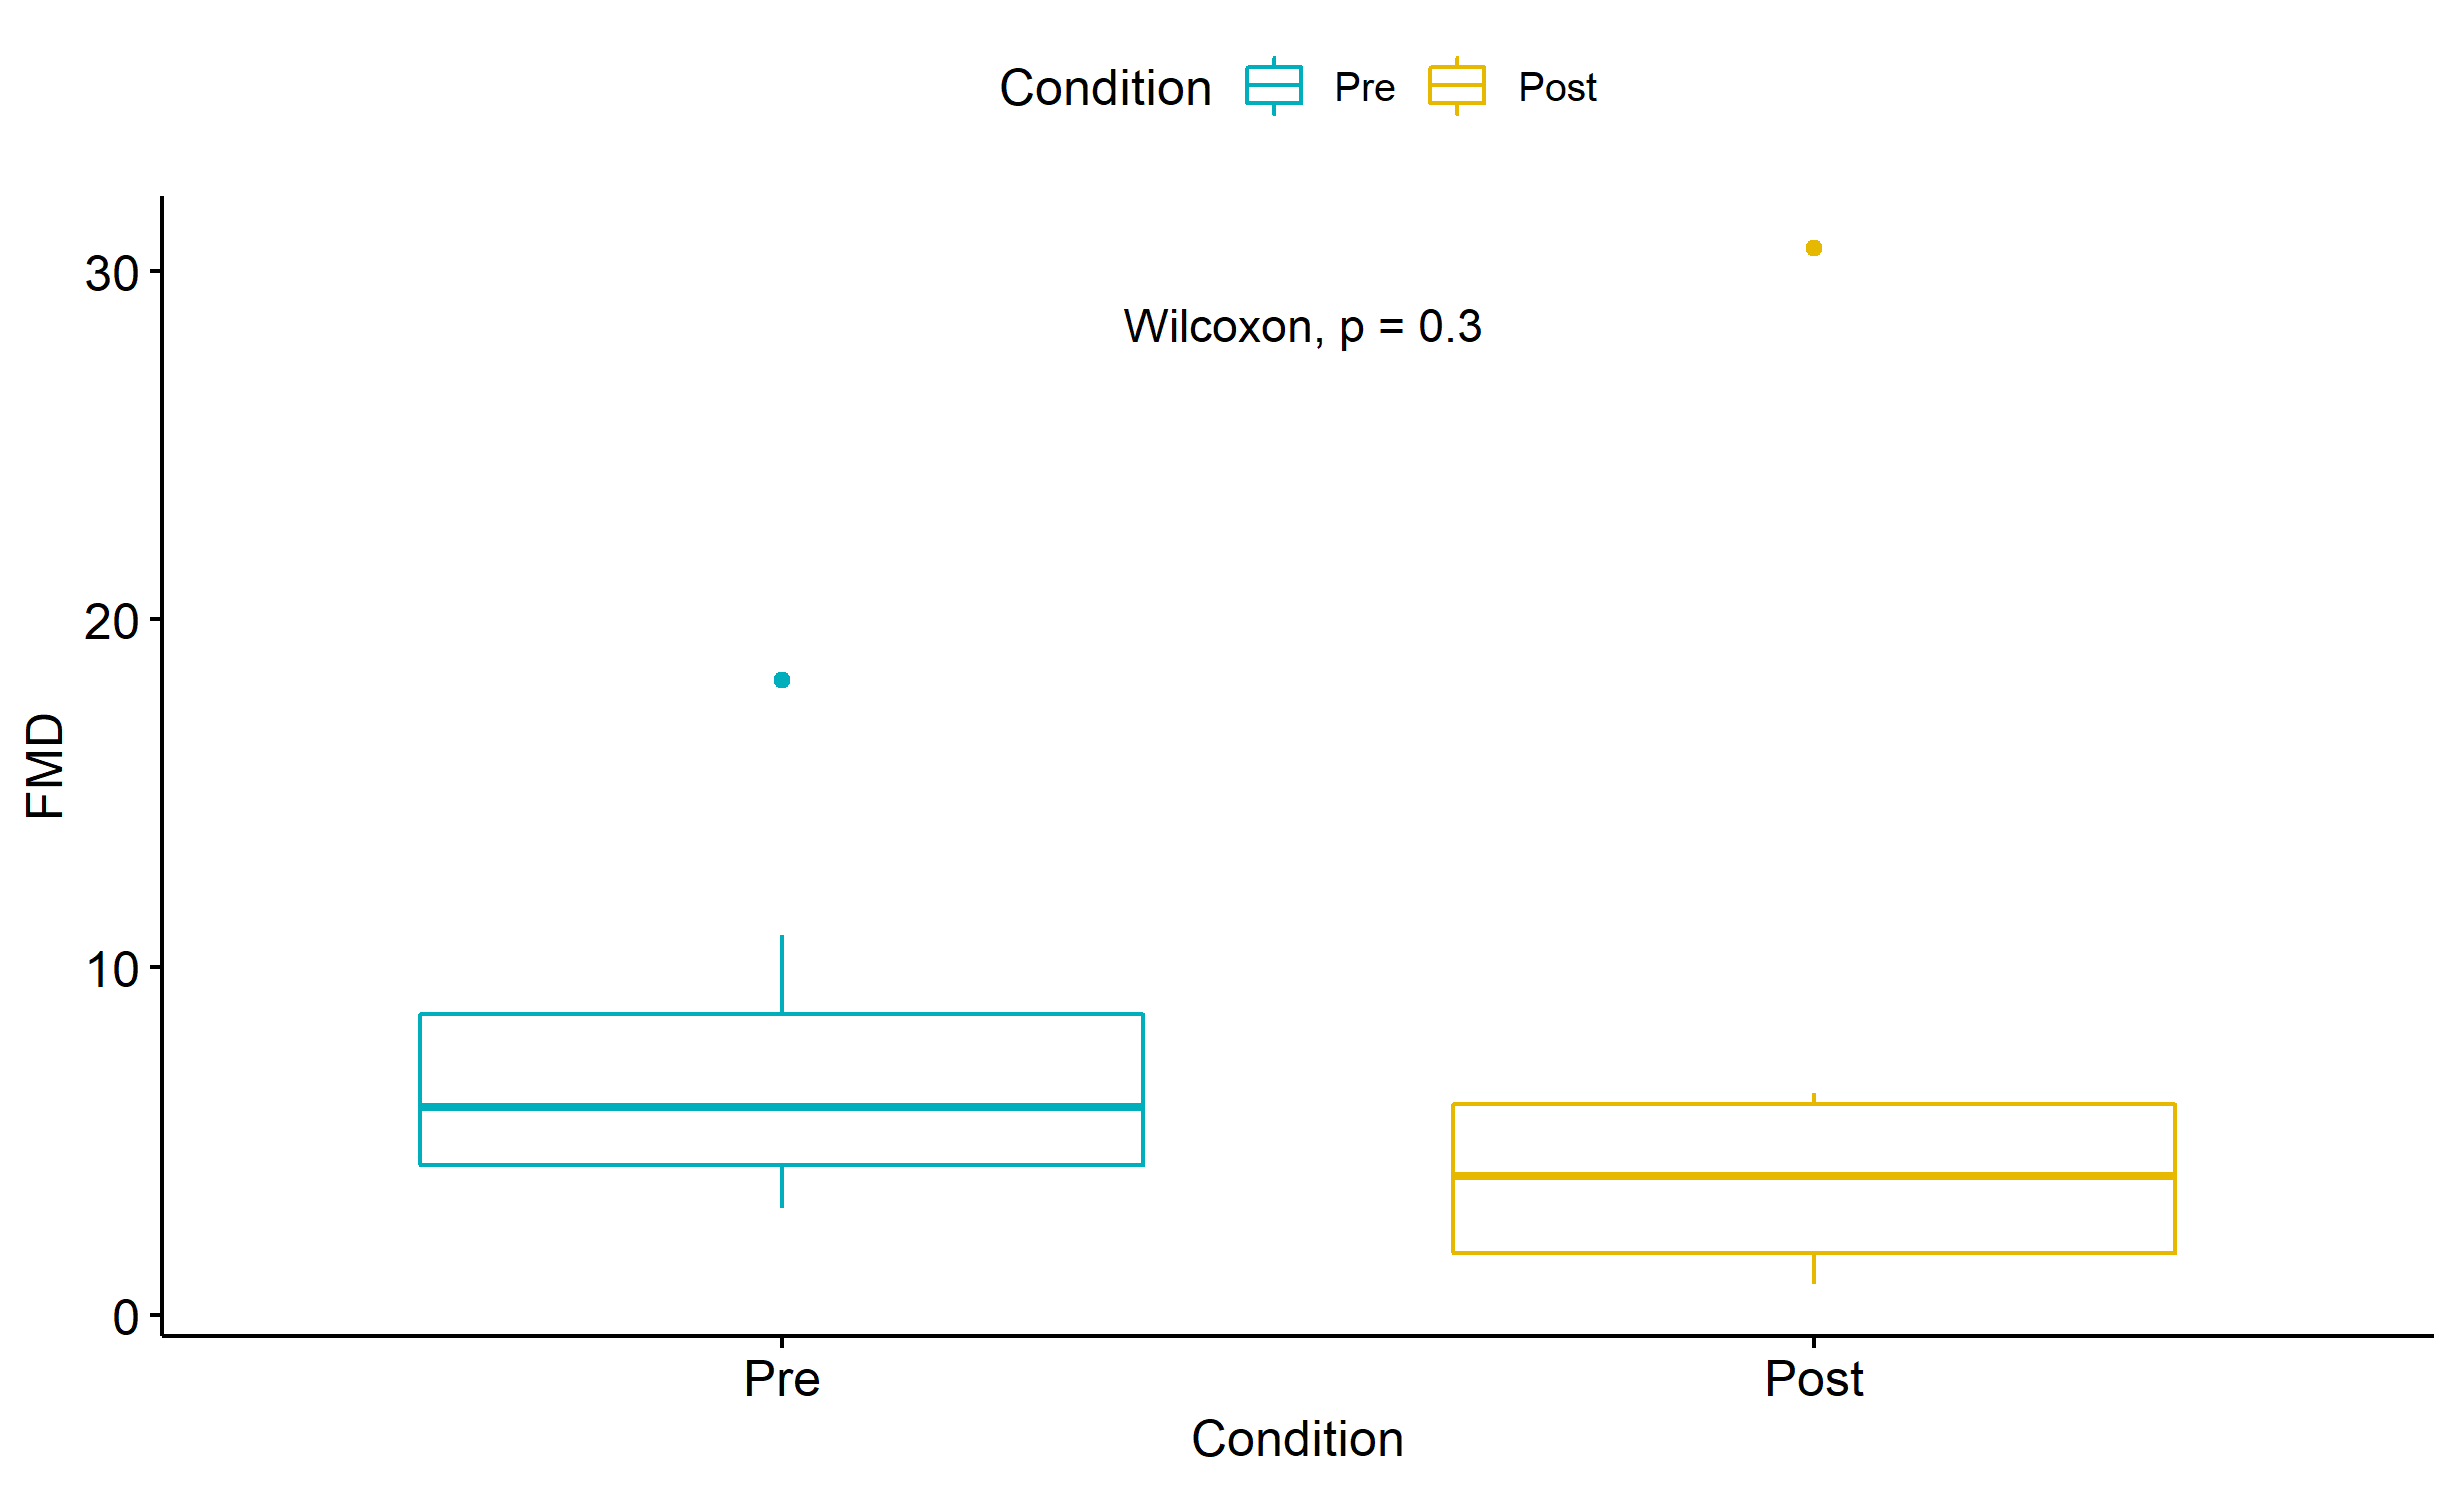 Condition Pre Post
30
Wilcoxon, p = 0.3
20
FMD
10
0
Pre Post
Condition